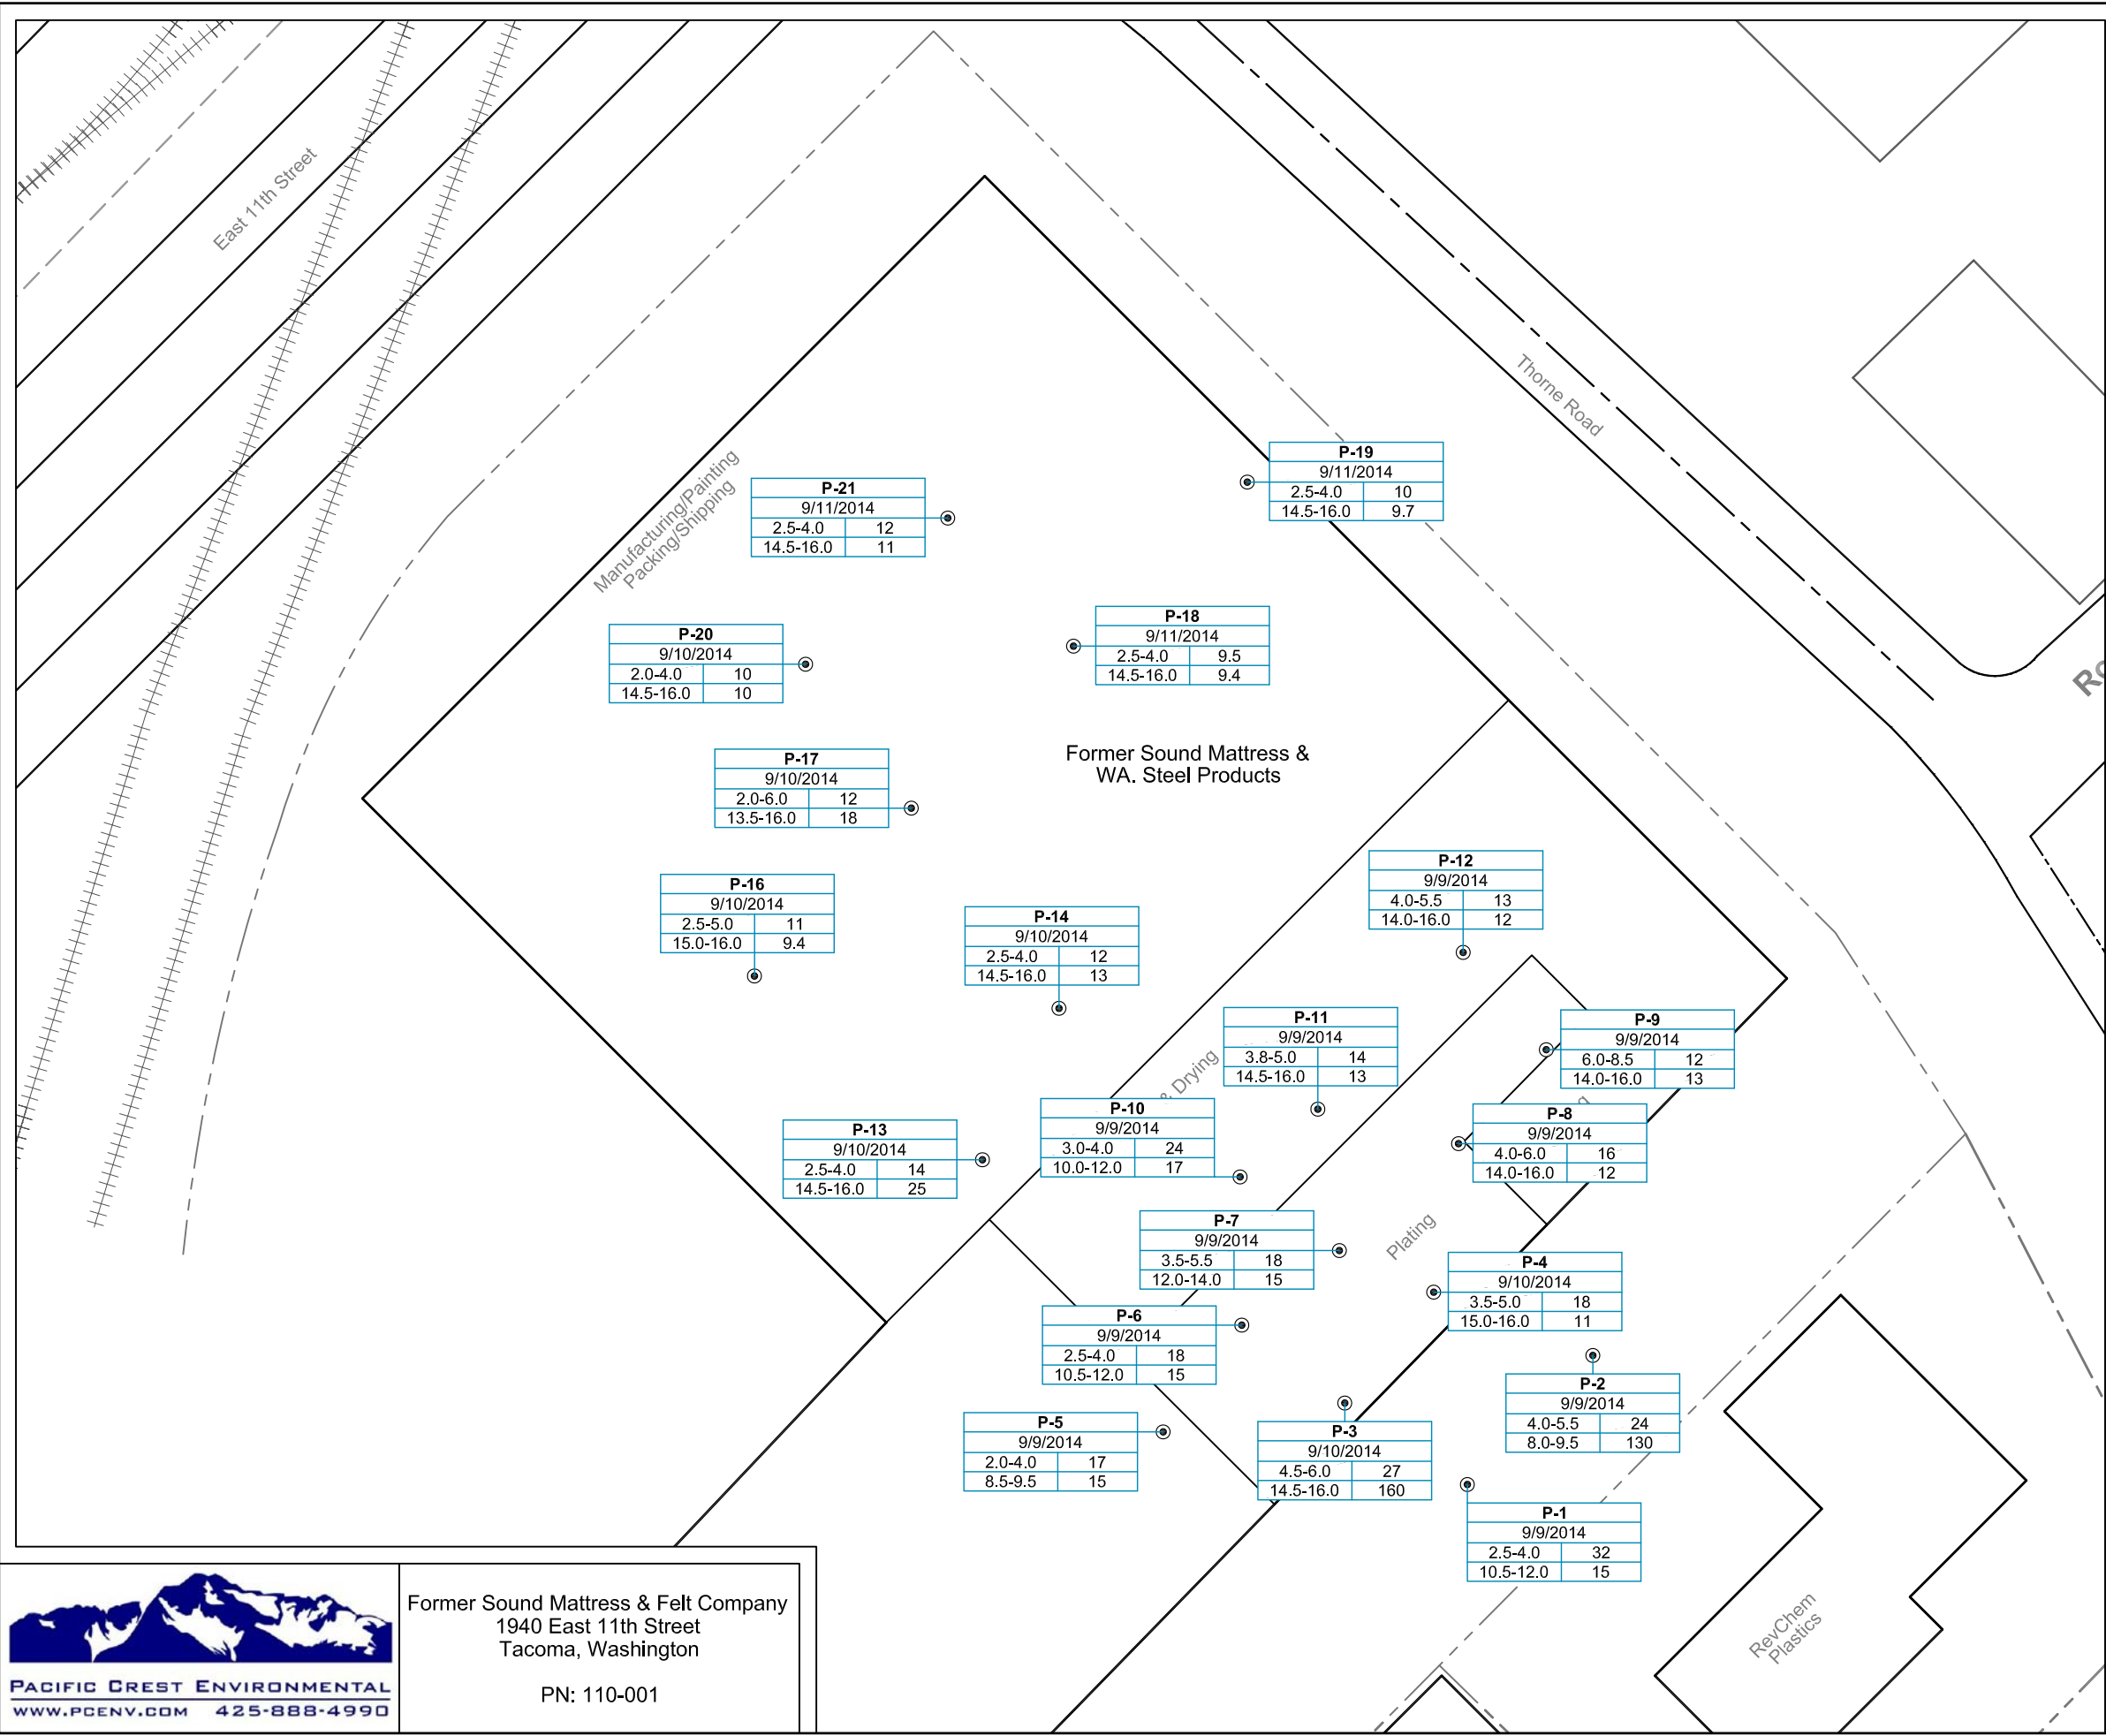 East 11th Street
Thorne Road
Manufacturing/Painting
Packing/Shipping
P-19
9/11/2014
2.5-4.0 10
14.5-16.0 9.7
P-21
9/11/2014
2.5-4.0 12
14.5-16.0 11
P-18
9/11/2014
2.5-4.0 9.5
14.5-16.0 9.4
P-20
9/10/2014
2.0-4.0 10
14.5-16.0 10
Former Sound Mattress &
WA. Steel Products
P-17
9/10/2014
2.0-6.0 12
13.5-16.0 18
P-12
9/9/2014
4.0-5.5 13
14.0-16.0 12
P-16
9/10/2014
2.5-5.0 11
15.0-16.0 9.4
P-14
9/10/2014
2.5-4.0 12
14.5-16.0 13
P-11
9/9/2014
3.8-5.0 14
14.5-16.0 13
P-9
9/9/2014
6.0-8.5 12
14.0-16.0 13
& Drying
P-10
9/9/2014
3.0-4.0 24
10.0-12.0 17
P-8
9/9/2014
4.0-6.0 16
14.0-16.0 12
P-13
9/10/2014
2.5-4.0 14
14.5-16.0 25
P-7
9/9/2014
3.5-5.5 18
12.0-14.0 15
Plating
P-4
9/10/2014
3.5-5.0 18
15.0-16.0 11
P-6
9/9/2014
2.5-4.0 18
10.5-12.0 15
P-2
9/9/2014
4.0-5.5 24
8.0-9.5 130
P-5
9/9/2014
2.0-4.0 17
8.5-9.5 15
P-3
9/10/2014
4.5-6.0 27
14.5-16.0 160
P-1
9/9/2014
2.5-4.0 32
10.5-12.0 15
RevChem
Plastics
PACIFIC CREST ENVIRONMENTAL
WWW.PCENV.COM 425-888-4990
Former Sound Mattress & Felt Company
1940 East 11th Street
Tacoma, Washington
PN: 110-001